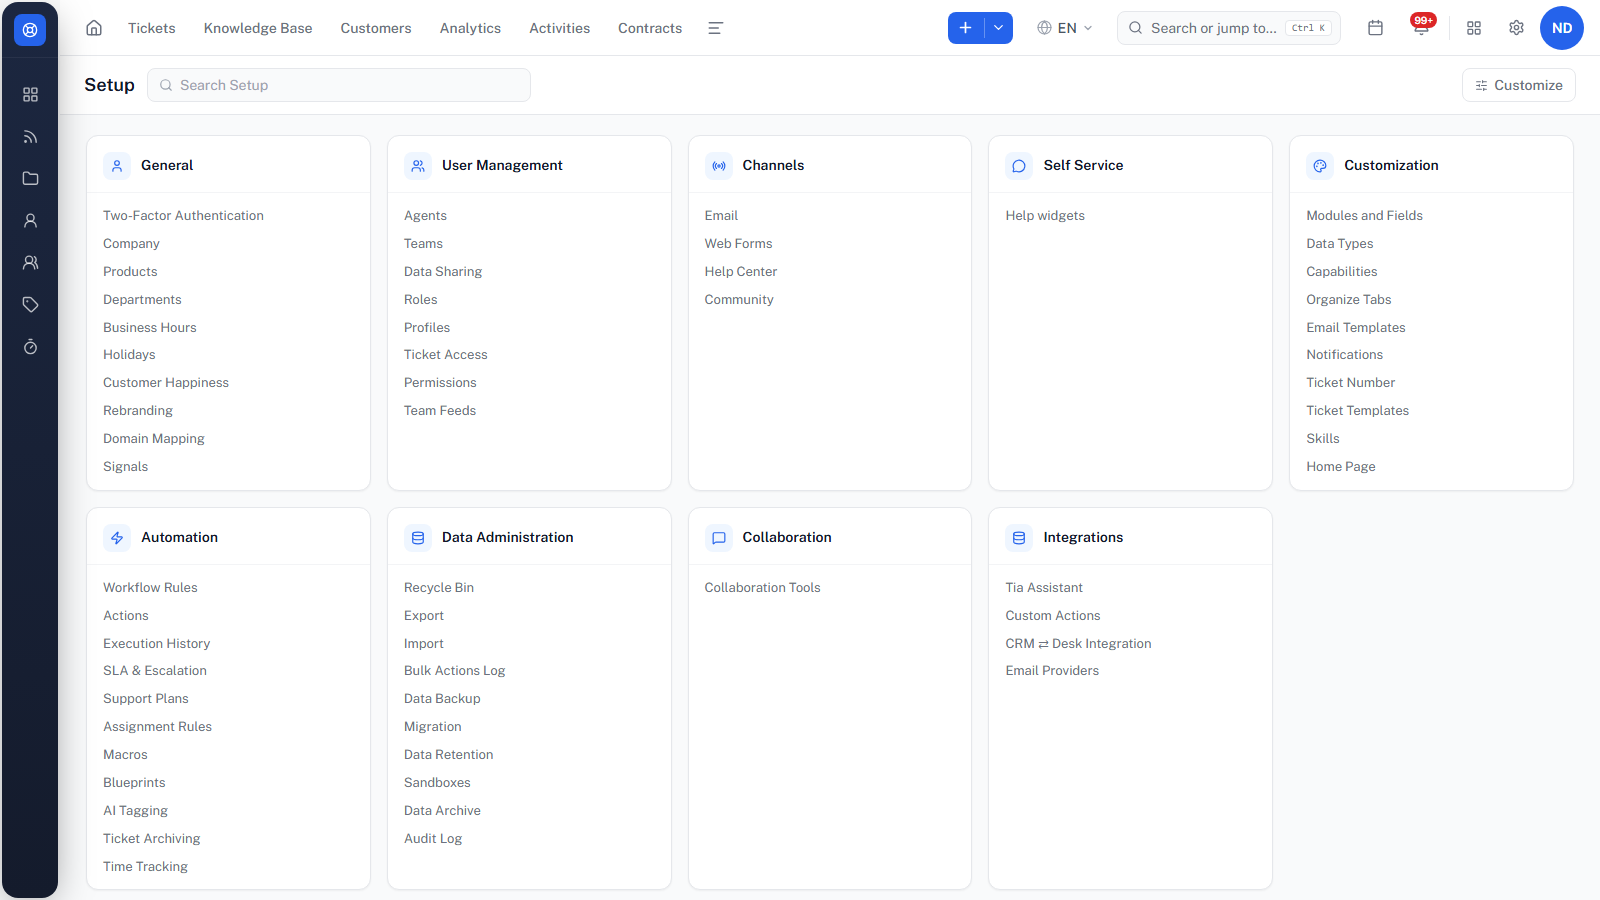 Tickets
Knowledge Base
Customers
Analytics
Activities
Contracts
EN
Search or jump to...
Ctrl K
99+
ND
Setup
Search Setup
Customize
General
Two-Factor Authentication
Company
Products
Departments
Business Hours
Holidays
Customer Happiness
Rebranding
Domain Mapping
Signals
User Management
Agents
Teams
Data Sharing
Roles
Profiles
Ticket Access
Permissions
Team Feeds
Channels
Email
Web Forms
Help Center
Community
Self Service
Help widgets
Customization
Modules and Fields
Data Types
Capabilities
Organize Tabs
Email Templates
Notifications
Ticket Number
Ticket Templates
Skills
Home Page
Automation
Workflow Rules
Actions
Execution History
SLA & Escalation
Support Plans
Assignment Rules
Macros
Blueprints
AI Tagging
Ticket Archiving
Time Tracking
Data Administration
Recycle Bin
Export
Import
Bulk Actions Log
Data Backup
Migration
Data Retention
Sandboxes
Data Archive
Audit Log
Collaboration
Collaboration Tools
Integrations
Tia Assistant
Custom Actions
CRM ⇄ Desk Integration
Email Providers